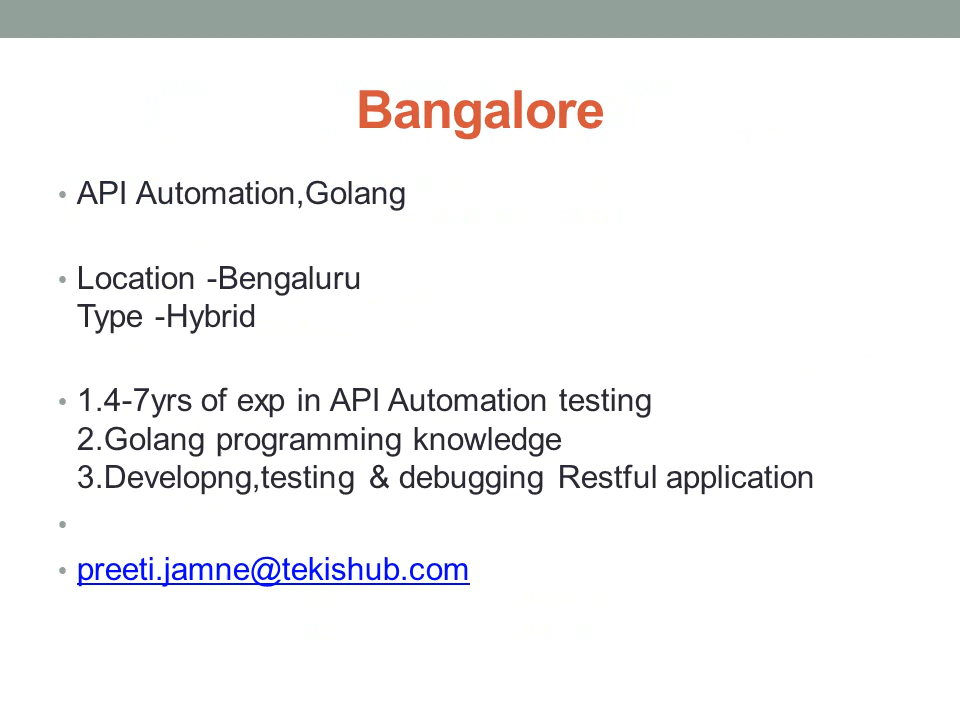 Bangalore
• API Automation,Golang
• Location -Bengaluru
Type -Hybrid
• 1.4-7yrs of exp in API Automation testing
2.Golang programming knowledge
3.Developng,testing & debugging Restful application
•
• preeti.jamne@tekishub.com